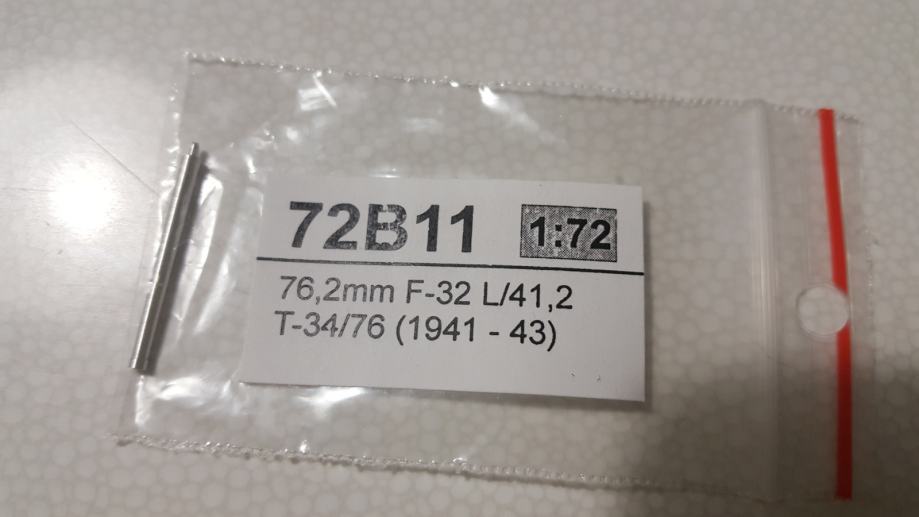 72B11
1:72
76,2mm F-32 L/41,2
T-34/76 (1941 - 43)